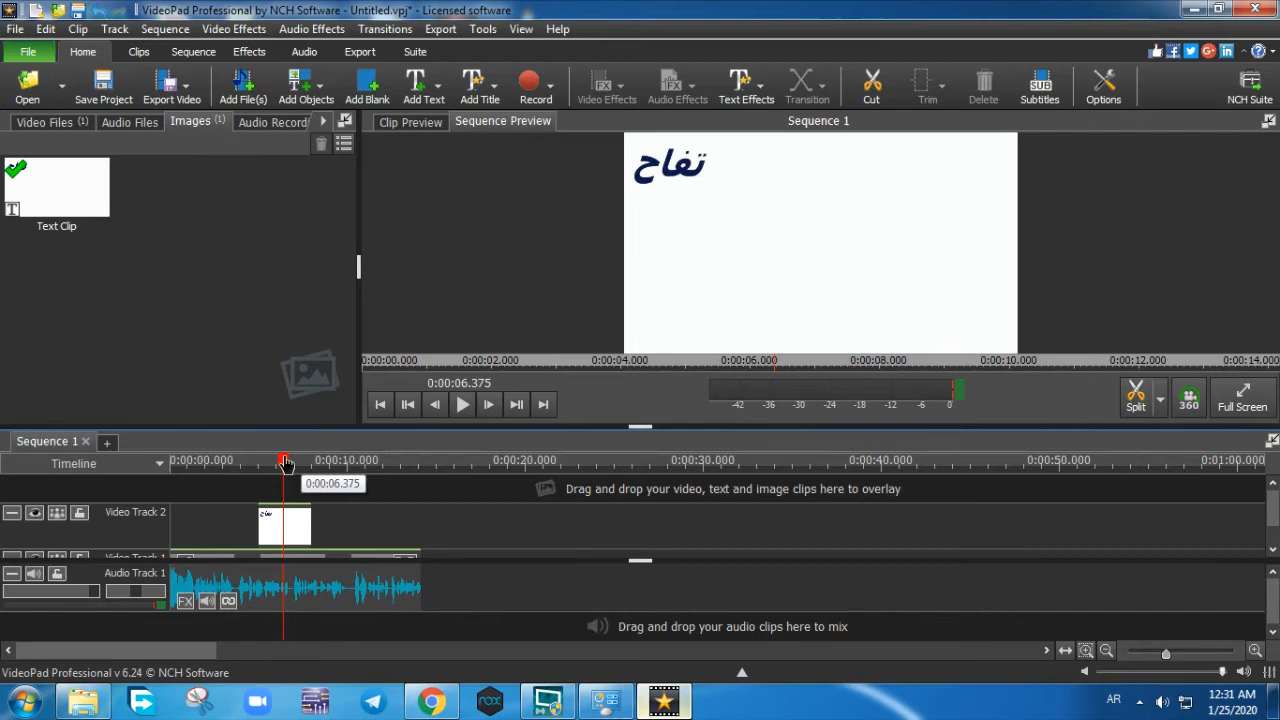 VideoPad Professional by NCH Software - Untitled.vpj* - Licensed software
File Edit Clip Track Sequence Video Effects Audio Effects Transitions Export Tools View Help
File Home Clips Sequence Effects Audio Export Suite
Open Save Project Export Video Add File(s) Add Objects Add Blank Add Text Add Title Record Video Effects Audio Effects Text Effects Transition Cut Trim Delete Subtitles Options NCH Suite
Video Files (1) Audio Files Images (1) Audio Record
Clip Preview Sequence Preview Sequence 1
تفاح
T
Text Clip
0:00:00.000 0:00:02.000 0:00:04.000 0:00:06.000 0:00:08.000 0:00:10.000 0:00:12.000 0:00:14.000
0:00:06.375
-42 -36 -30 -24 -18 -12 -6 0
Split 360 Full Screen
Sequence 1
Timeline
0:00:00.000 0:00:10.000 0:00:20.000 0:00:30.000 0:00:40.000 0:00:50.000 0:01:00.000
0:00:06.375
Drag and drop your video, text and image clips here to overlay
Video Track 2
تفاح
Video Track 1
Audio Track 1
FX
Drag and drop your audio clips here to mix
VideoPad Professional v 6.24 © NCH Software
AR
12:31 AM
1/25/2020